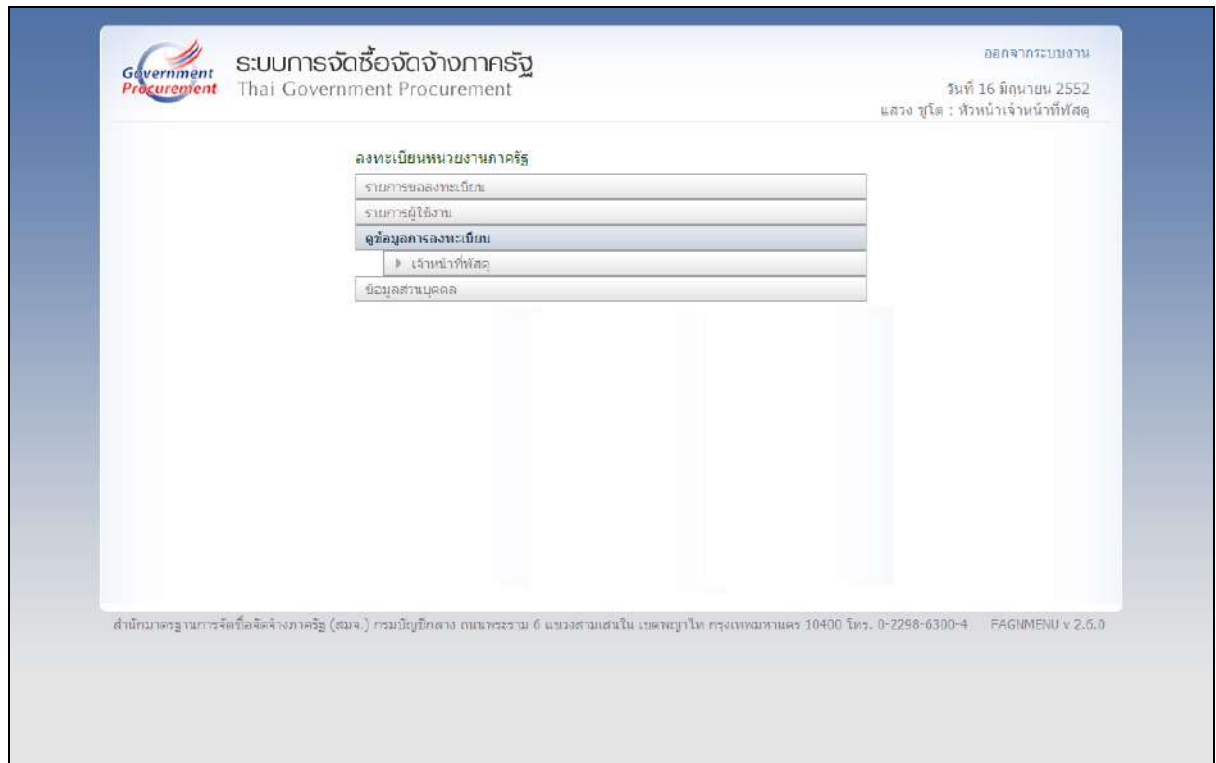 Government
Procurement
ระบบการจัดซื้อจัดจ้างภาครัฐ
Thai Government Procurement
ออกจากระบบงาน
วันที่ 16 มิถุนายน 2552
แสวง ชูโต : หัวหน้าเจ้าหน้าที่พัสดุ
ลงทะเบียนหน่วยงานภาครัฐ
รายการขอลงทะเบียน
รายการผู้ใช้งาน
ดูข้อมูลการลงทะเบียน
เจ้าหน้าที่พัสดุ
ข้อมูลส่วนบุคคล
สำนักมาตรฐานการจัดซื้อจัดจ้างภาครัฐ (สมจ.) กรมบัญชีกลาง ถนนพระราม 6 แขวงสามเสนใน เขตพญาไท กรุงเทพมหานคร 10400 โทร. 0-2298-6300-4 FAGNMENU v 2.6.0